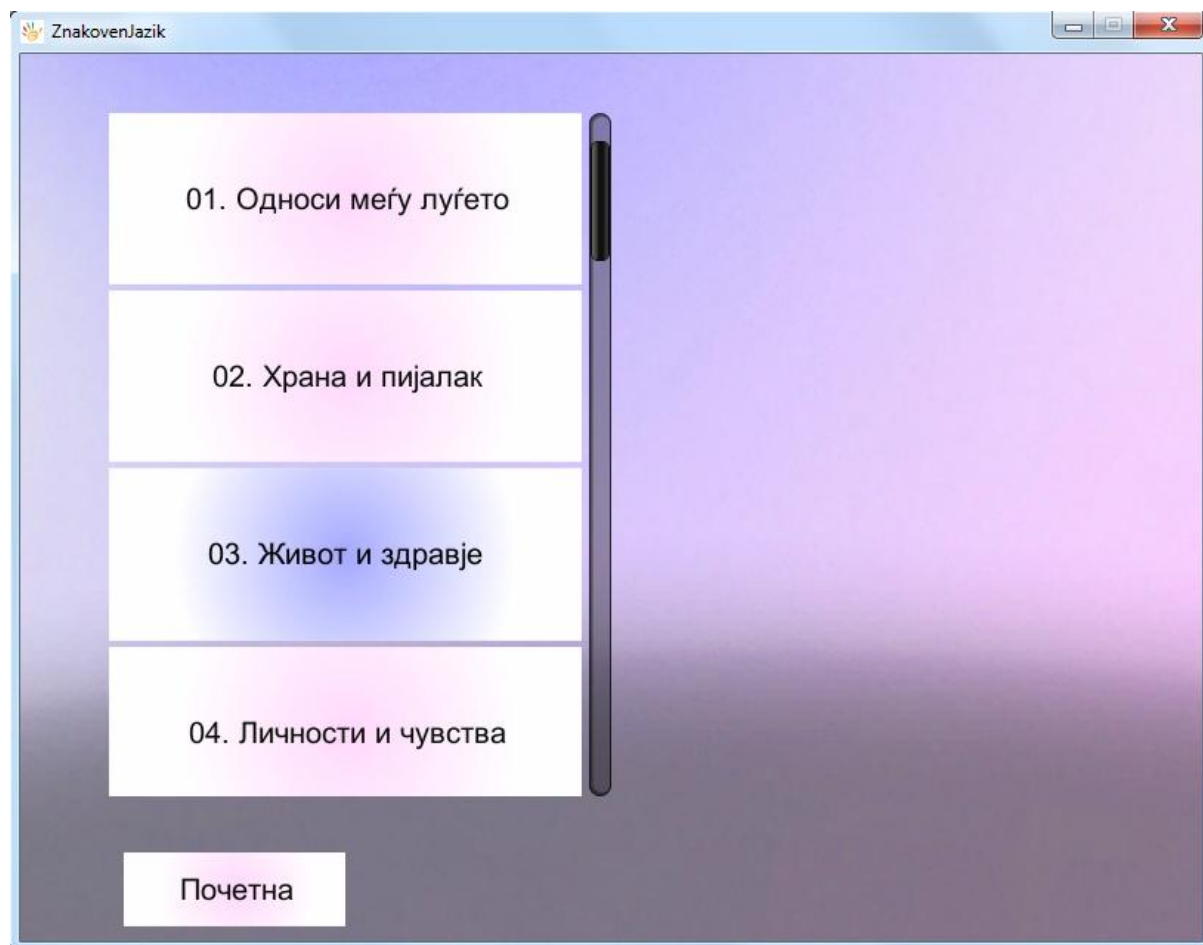 ZnakovenJazik
01. Односи меѓу луѓето
02. Храна и пијалак
03. Живот и здравје
04. Личности и чувства
Почетна